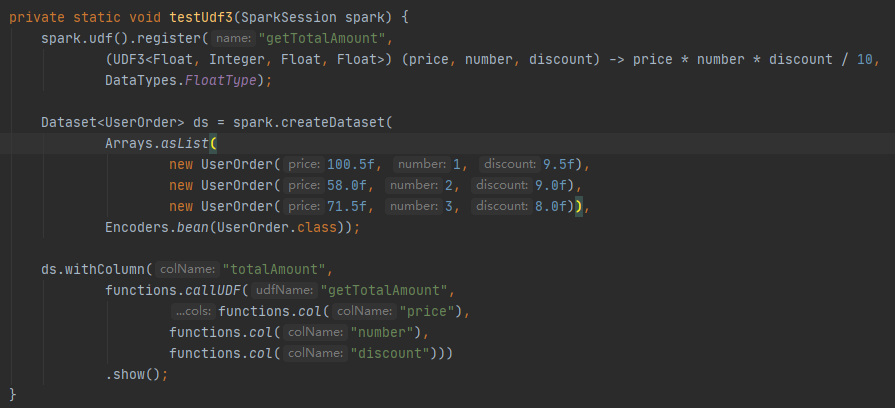 private static void testUdf3(SparkSession spark) {
    spark.udf().register( name: "getTotalAmount",
            (UDF3<Float, Integer, Float, Float>) (price, number, discount) -> price * number * discount / 10,
            DataTypes.FloatType);

    Dataset<UserOrder> ds = spark.createDataset(
            Arrays.asList(
                    new UserOrder( price: 100.5f, number: 1, discount: 9.5f),
                    new UserOrder( price: 58.0f, number: 2, discount: 9.0f),
                    new UserOrder( price: 71.5f, number: 3, discount: 8.0f)),
            Encoders.bean(UserOrder.class));

    ds.withColumn( colName: "totalAmount",
            functions.callUDF( udfName: "getTotalAmount",
                    ...cols: functions.col( colName: "price"),
                    functions.col( colName: "number"),
                    functions.col( colName: "discount")))
            .show();
}